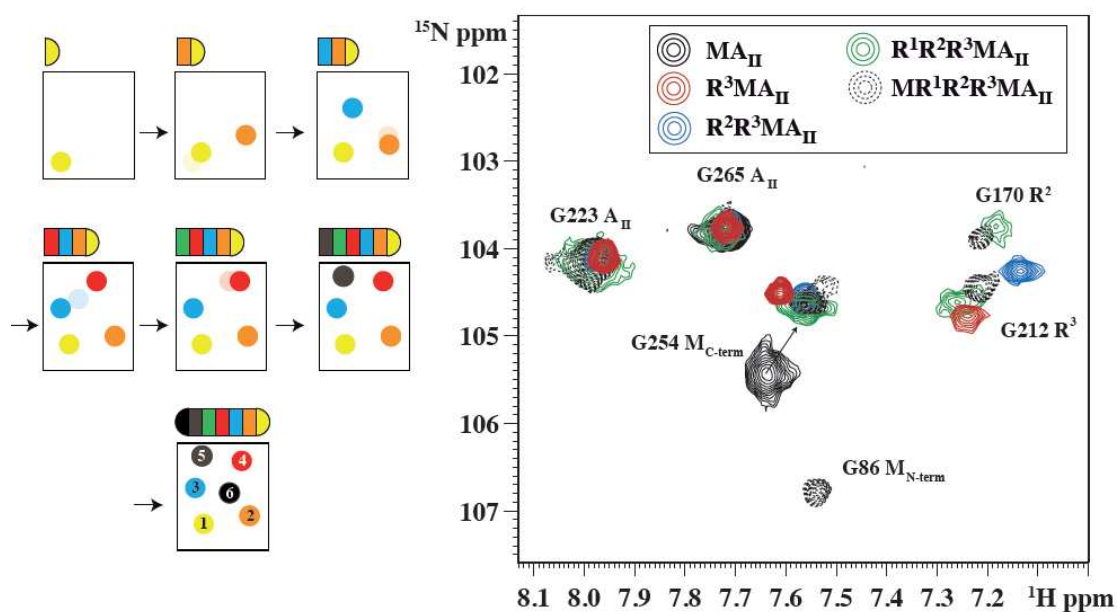 ¹⁵N ppm
102
103
104
105
106
107
8.1 8.0 7.9 7.8 7.7 7.6 7.5 7.4 7.3 7.2 ¹H ppm
MA_II
R³MA_II
R²R³MA_II
R¹R²R³MA_II
MR¹R²R³MA_II
G265 A_II
G170 R²
G223 A_II
G212 R³
G254 M_C-term
G86 M_N-term
5 4
3 6
1 2